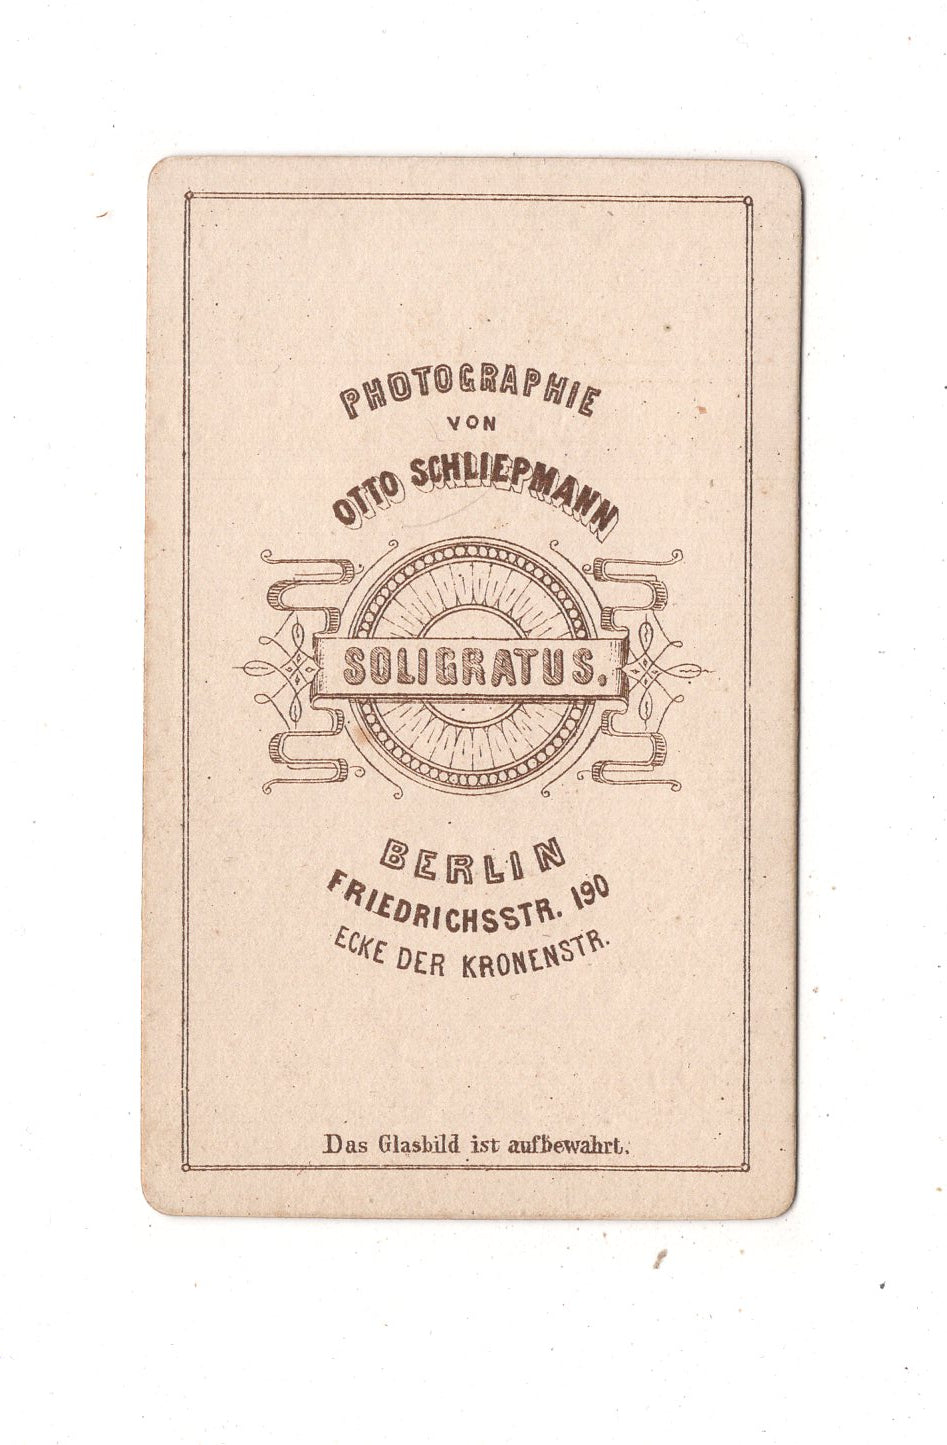 PHOTOGRAPHIE
VON
OTTO SCHLIEPMANN
SOLIGRATUS.
BERLIN
FRIEDRICHSSTR. 190
ECKE DER KRONENSTR.
Das Glasbild ist aufbewahrt.